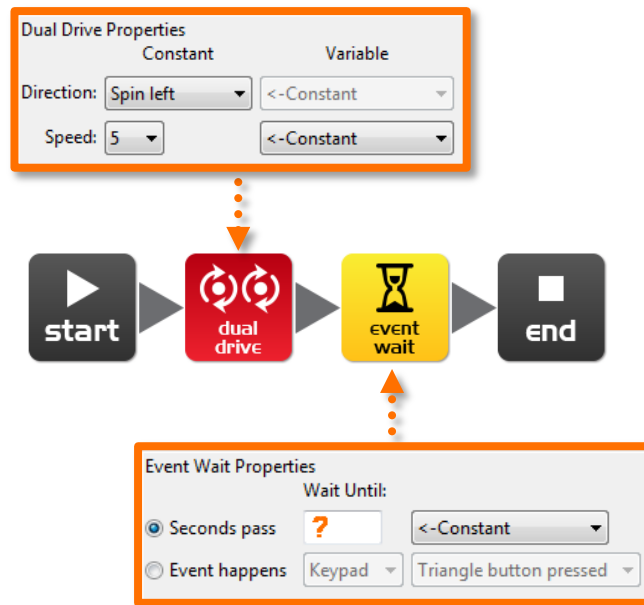 Dual Drive Properties
Constant Variable
Direction: Spin left <-Constant
Speed: 5 <-Constant
start
dual
drive
event
wait
end
Event Wait Properties
Wait Until:
Seconds pass ? <-Constant
Event happens Keypad Triangle button pressed